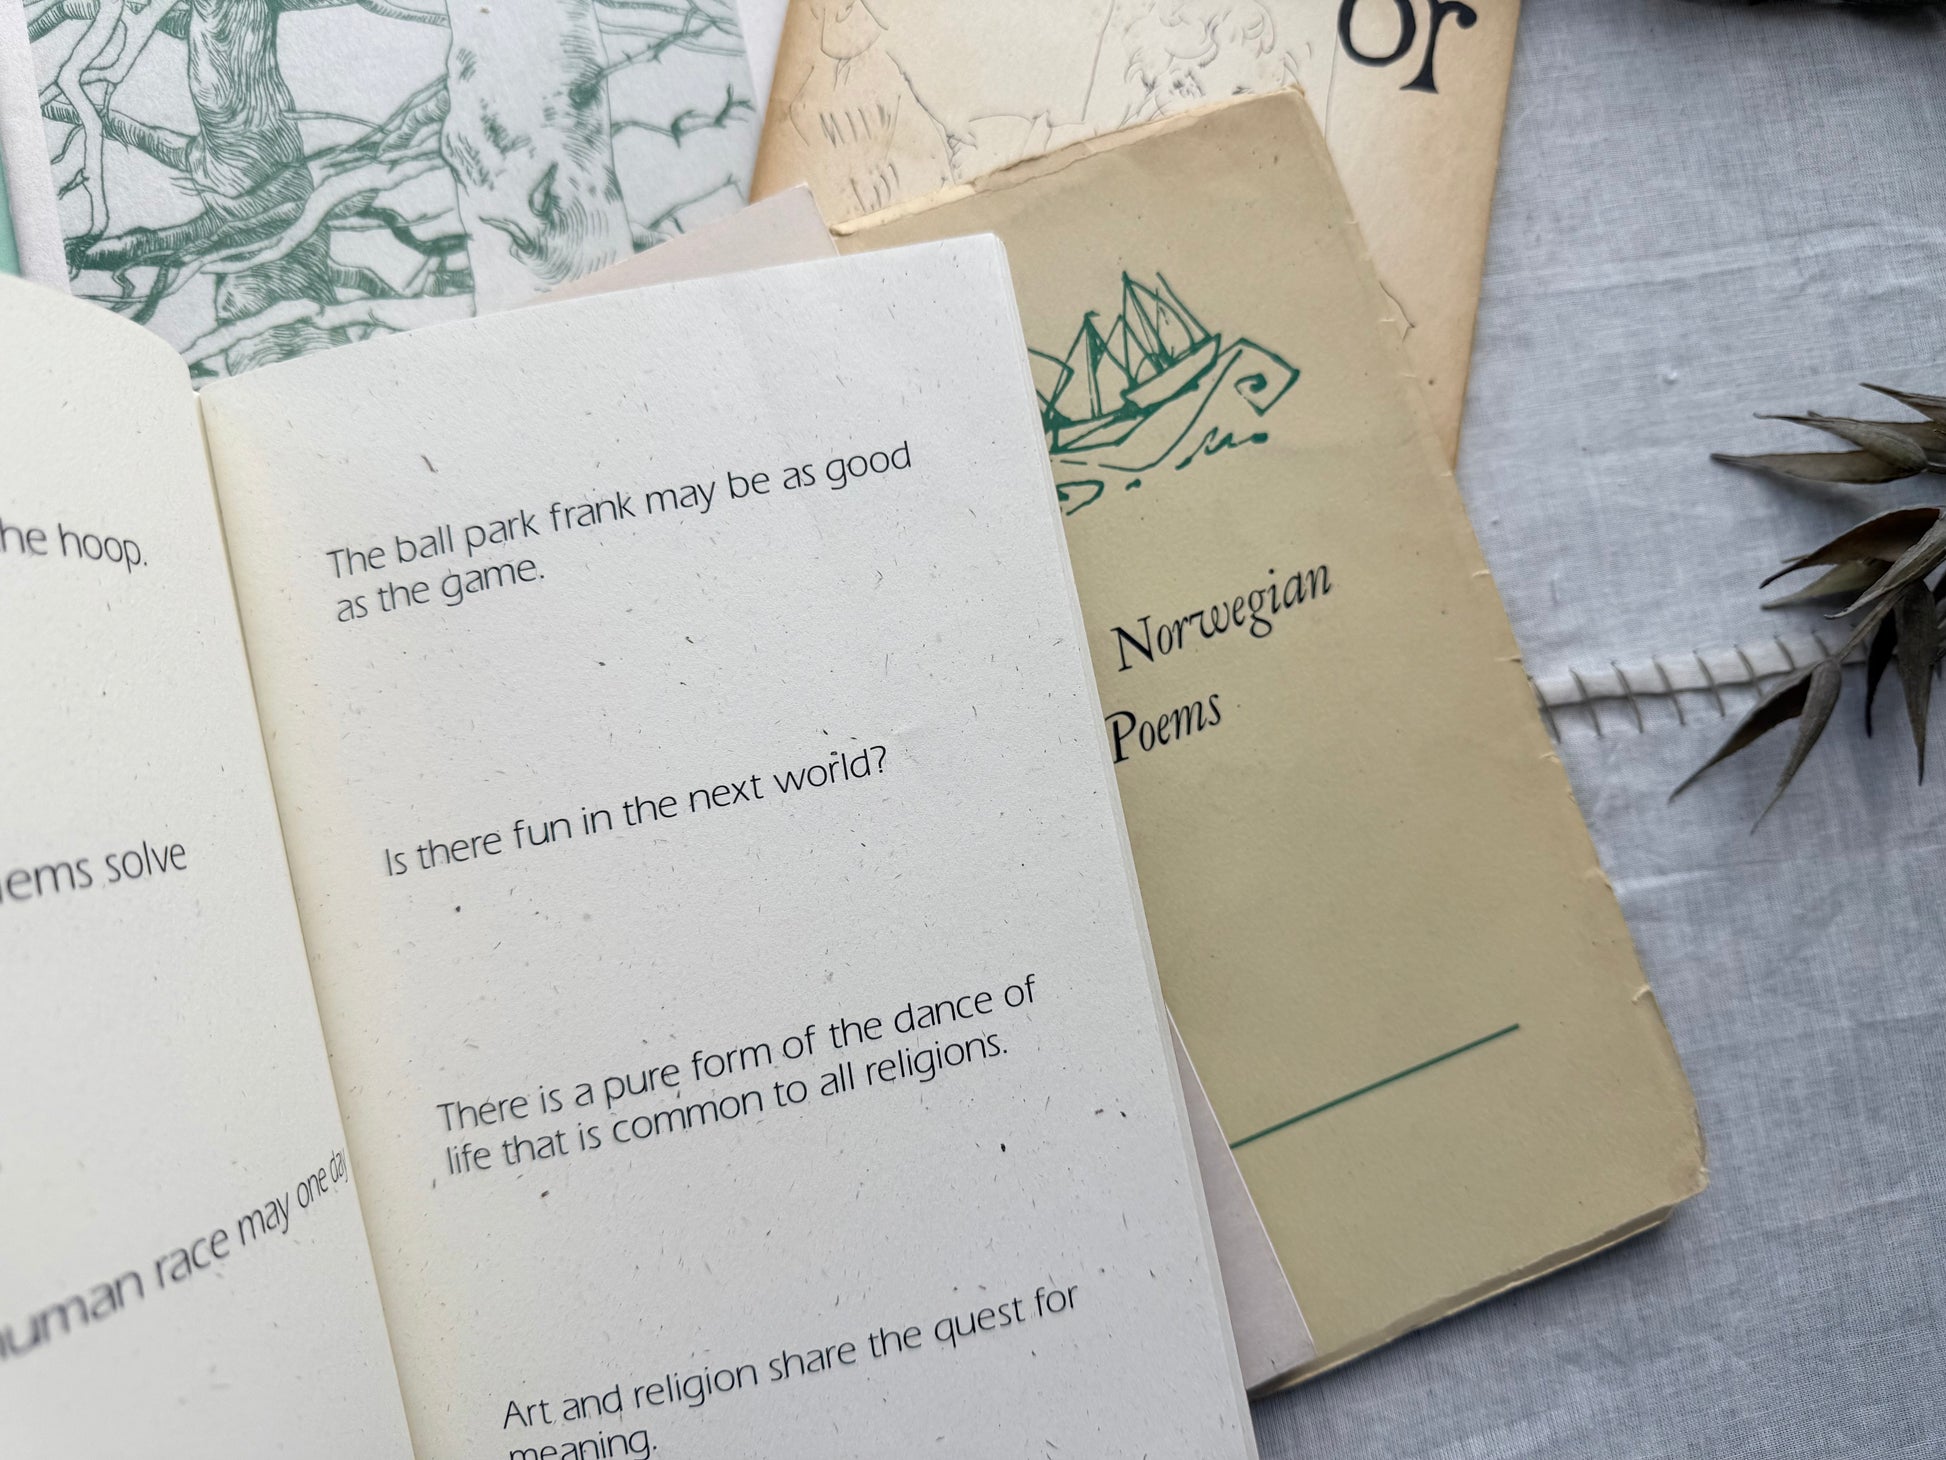 he hoop.
ems solve
human race may one day
The ball park frank may be as good
as the game.
Is there fun in the next world?
There is a pure form of the dance of
life that is common to all religions.
Art and religion share the quest for
meaning.
or
Norwegian
Poems